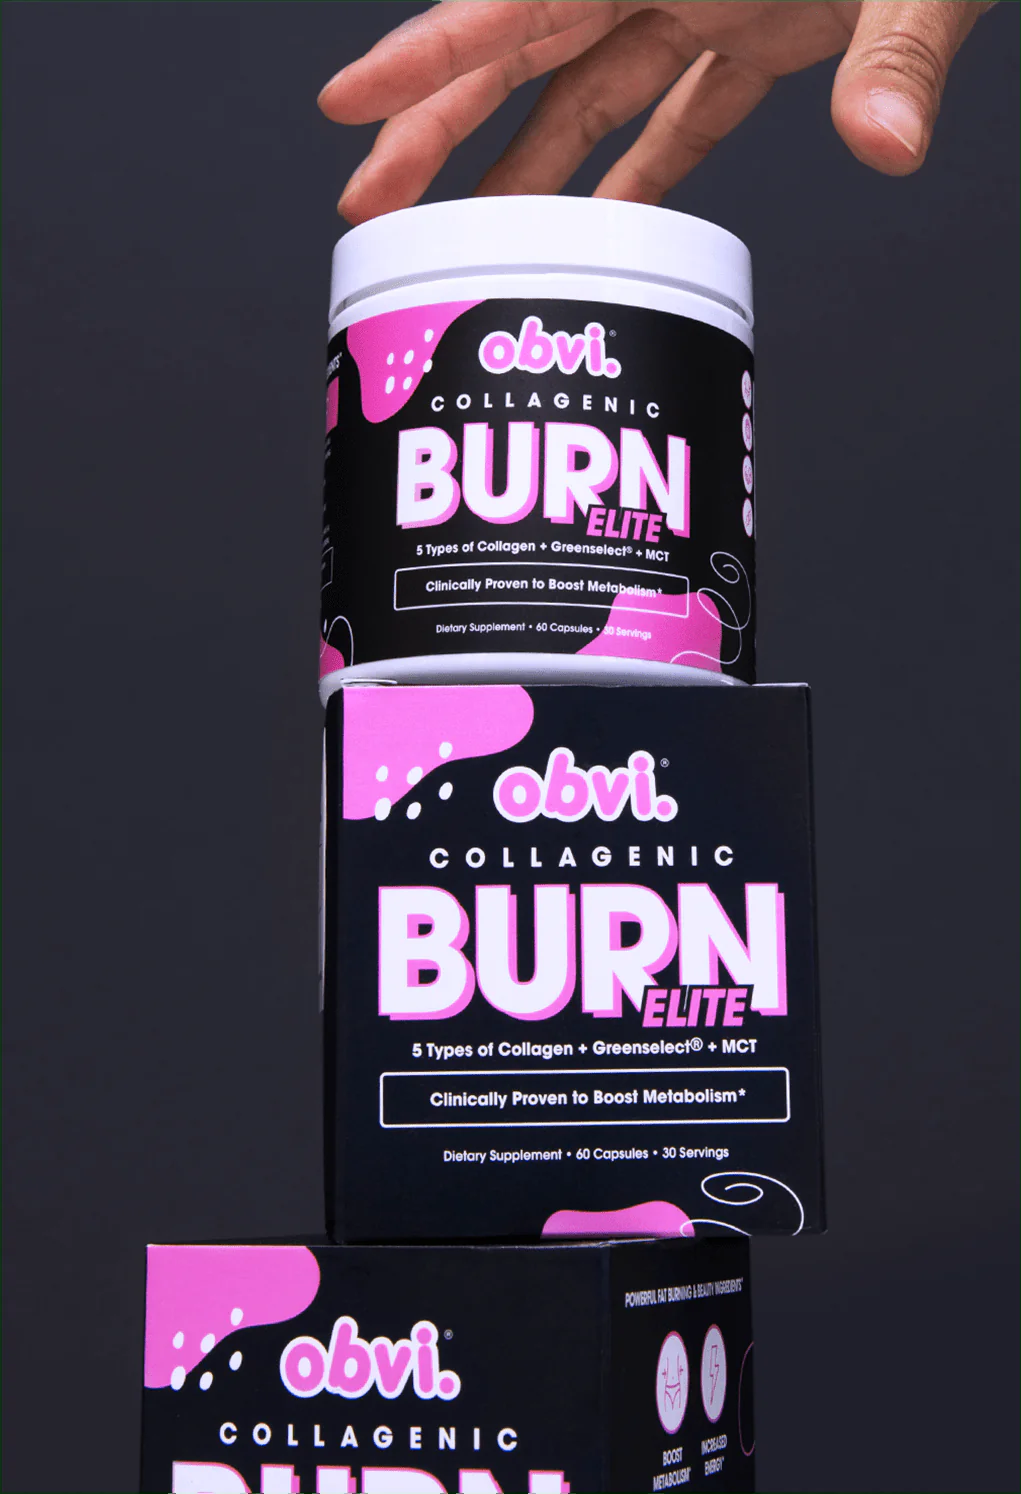 obvi.®
COLLAGENIC
BURN
ELITE
5 Types of Collagen + Greenselect® + MCT
Clinically Proven to Boost Metabolism*
Dietary Supplement • 60 Capsules • 30 Servings
obvi.®
COLLAGENIC
BURN
ELITE
5 Types of Collagen + Greenselect® + MCT
Clinically Proven to Boost Metabolism*
Dietary Supplement • 60 Capsules • 30 Servings
obvi.®
COLLAGENIC
BURN
POWERFUL FAT BURNING & BEAUTY INGREDIENTS*
BOOST
METABOLISM*
INCREASED
ENERGY*